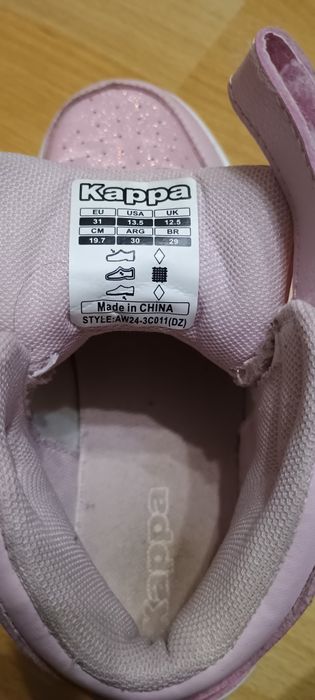 Kappa
EU USA UK
31 13.5 12.5
CM ARG BR
19.7 30 29
Made in CHINA
STYLE:AW24-3C011(DZ)
kappa